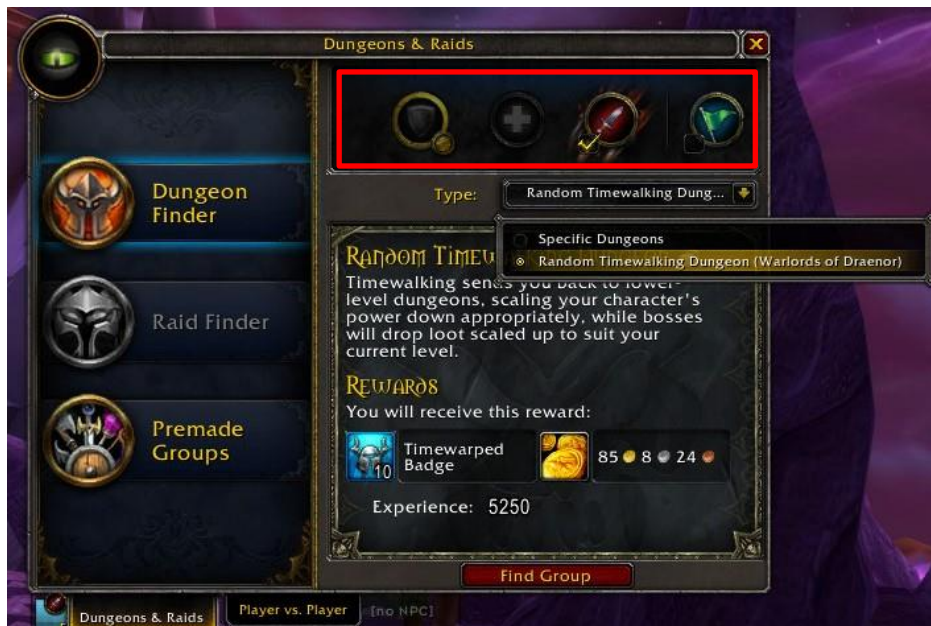 Dungeons & Raids
Dungeon
Finder
Raid Finder
Premade
Groups
Type:
Random Timewalking Dung...
Specific Dungeons
Random Timewalking Dungeon (Warlords of Draenor)
Random Timew
Timewalking sends you back to lower-
level dungeons, scaling your character's
power down appropriately, while bosses
will drop loot scaled up to suit your
current level.
Rewards
You will receive this reward:
10
Timewarped
Badge
85 8 24
Experience: 5250
Find Group
Dungeons & Raids
Player vs. Player
[no NPC]